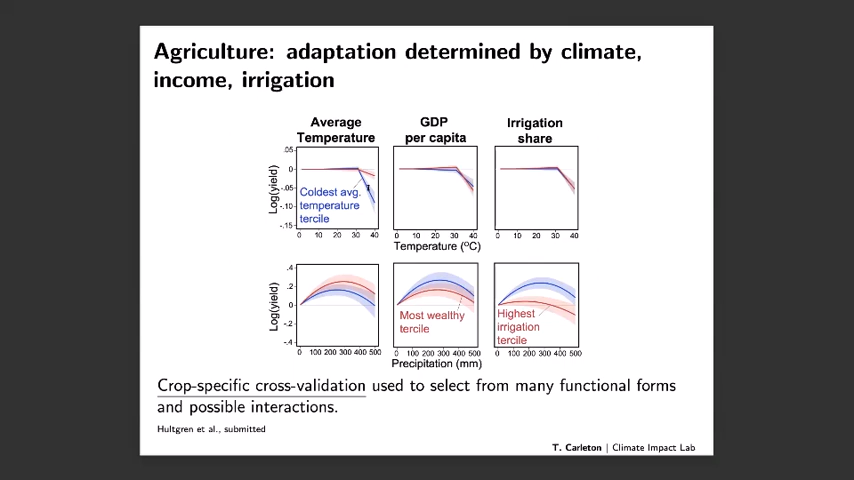 Agriculture: adaptation determined by climate,
income, irrigation
Average
Temperature
GDP
per capita
Irrigation
share
Log(yield)
.05
0
-.05
-.10
-.15
Coldest avg.
temperature
tercile
0 10 20 30 40
0 10 20 30 40
0 10 20 30 40
Temperature (°C)
Log(yield)
.4
.2
0
-.2
-.4
Most wealthy
tercile
Highest
irrigation
tercile
0 100 200 300 400 500
0 100 200 300 400 500
0 100 200 300 400 500
Precipitation (mm)
Crop-specific cross-validation used to select from many functional forms
and possible interactions.
Hultgren et al., submitted
T. Carleton | Climate Impact Lab